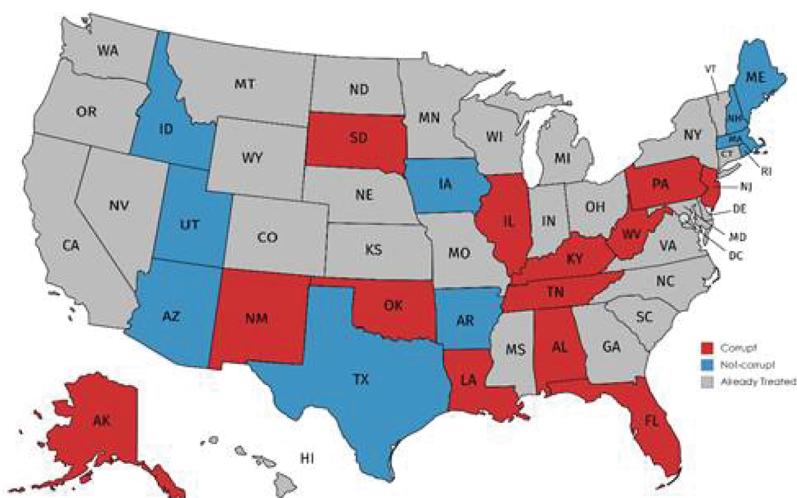 WA
MT
ND
MN
VT
ME
OR
ID
SD
WI
MI
NY
NH
MA
CT
RI
WY
IA
PA
NJ
NV
UT
NE
IL
IN
OH
DE
CA
CO
KS
MO
KY
WV
VA
MD
DC
AZ
NM
OK
AR
TN
NC
SC
MS
AL
GA
TX
LA
FL
AK
HI
Corrupt
Not-corrupt
Already Treated